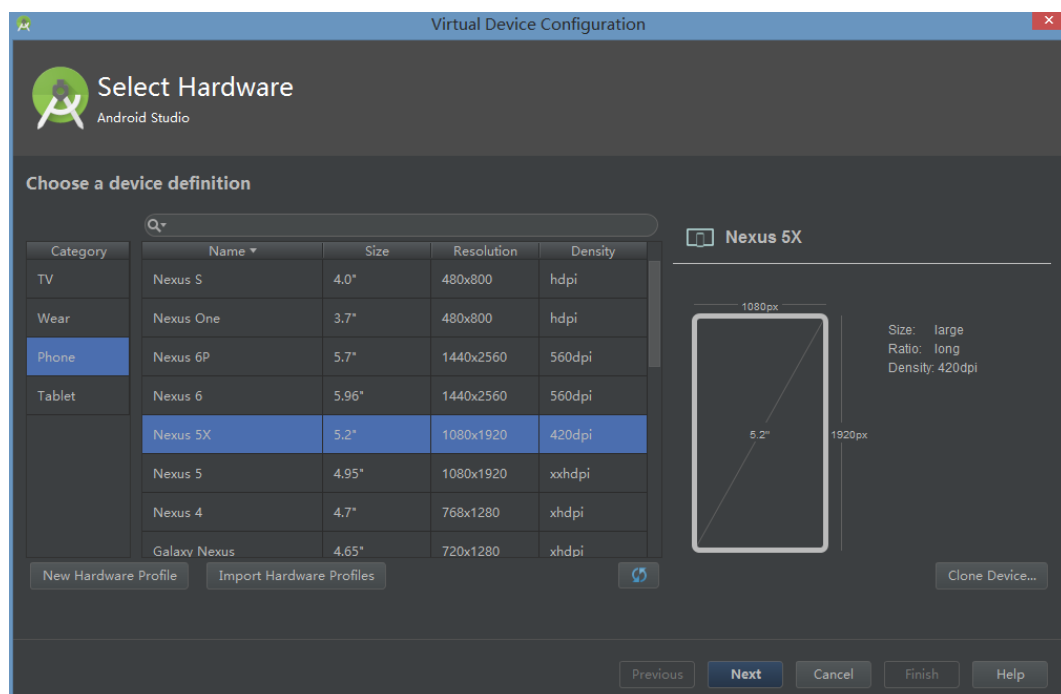 Virtual Device Configuration
Select Hardware
Android Studio
Choose a device definition
Category Name Size Resolution Density
TV
Wear
Phone
Tablet
Nexus S 4.0" 480x800 hdpi
Nexus One 3.7" 480x800 hdpi
Nexus 6P 5.7" 1440x2560 560dpi
Nexus 6 5.96" 1440x2560 560dpi
Nexus 5X 5.2" 1080x1920 420dpi
Nexus 5 4.95" 1080x1920 xxhdpi
Nexus 4 4.7" 768x1280 xhdpi
Galaxy Nexus 4.65" 720x1280 xhdpi
Nexus 5X
1080px
5.2"
1920px
Size: large
Ratio: long
Density: 420dpi
New Hardware Profile Import Hardware Profiles Clone Device...
Previous Next Cancel Finish Help